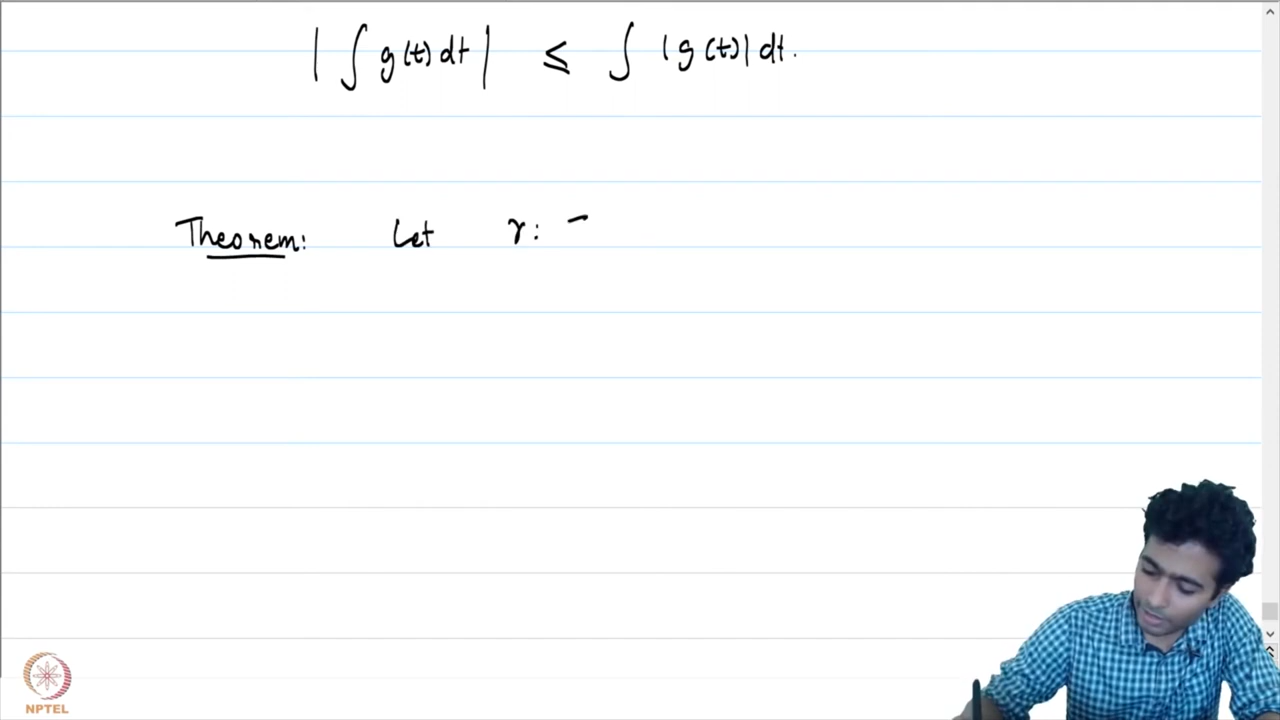 | ∫ g(t) dt | ≤ ∫ |g(t)| dt.
Theorem: Let γ:
NPTEL